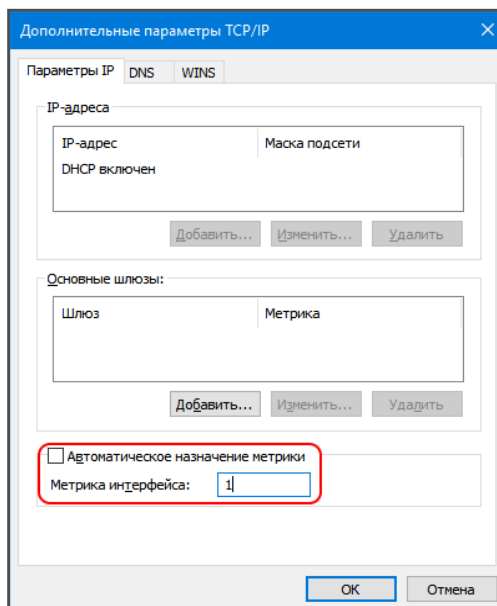 Дополнительные параметры TCP/IP
Параметры IP DNS WINS
IP-адреса
IP-адрес Маска подсети
DHCP включен
Добавить... Изменить... Удалить
Основные шлюзы:
Шлюз Метрика
Добавить... Изменить... Удалить
Автоматическое назначение метрики
Метрика интерфейса: 1
OK Отмена